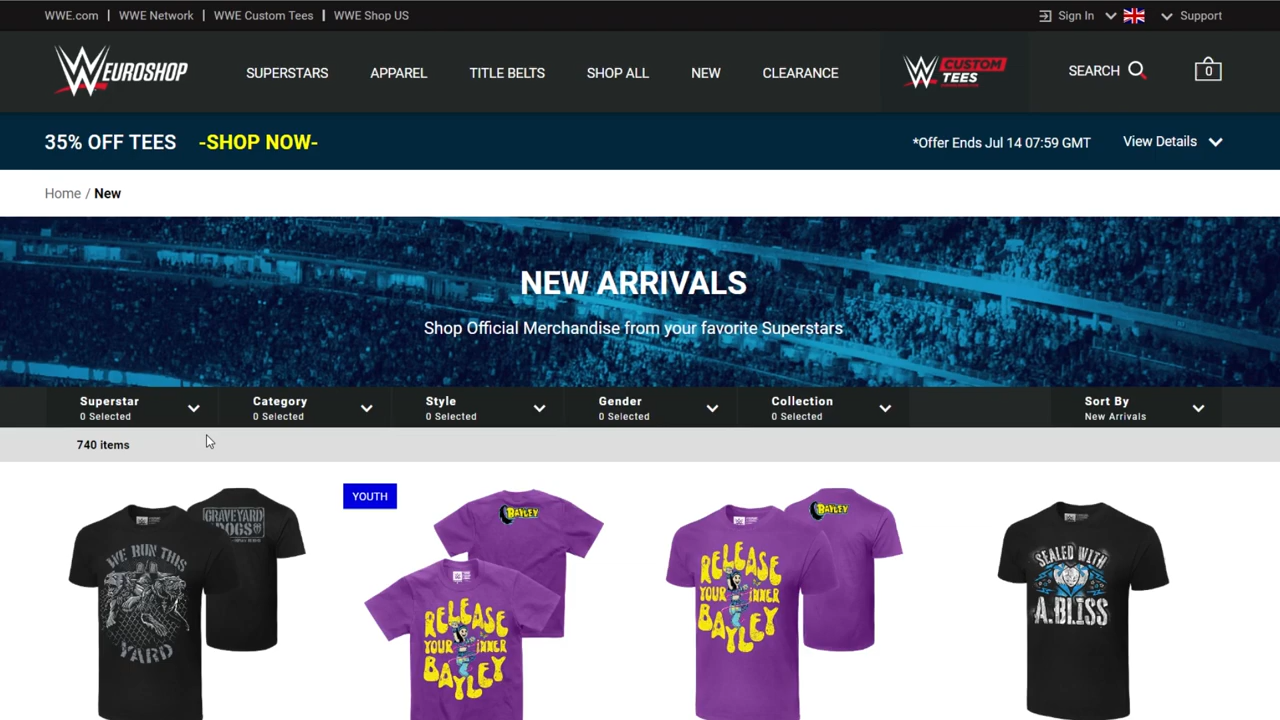 WWE.com | WWE Network | WWE Custom Tees | WWE Shop US
Sign In
Support
EUROSHOP
SUPERSTARS
APPAREL
TITLE BELTS
SHOP ALL
NEW
CLEARANCE
CUSTOM
TEES
SEARCH
0
35% OFF TEES -SHOP NOW-
*Offer Ends Jul 14 07:59 GMT
View Details
Home / New
NEW ARRIVALS
Shop Official Merchandise from your favorite Superstars
Superstar
0 Selected
Category
0 Selected
Style
0 Selected
Gender
0 Selected
Collection
0 Selected
Sort By
New Arrivals
740 items
WE RUN THIS
YARD
GRAVEYARD
DOGS
YOUTH
BAYLEY
RELEASE
YOUR INNER
BAYLEY
BAYLEY
RELEASE
YOUR INNER
BAYLEY
SEALED WITH
A.BLISS